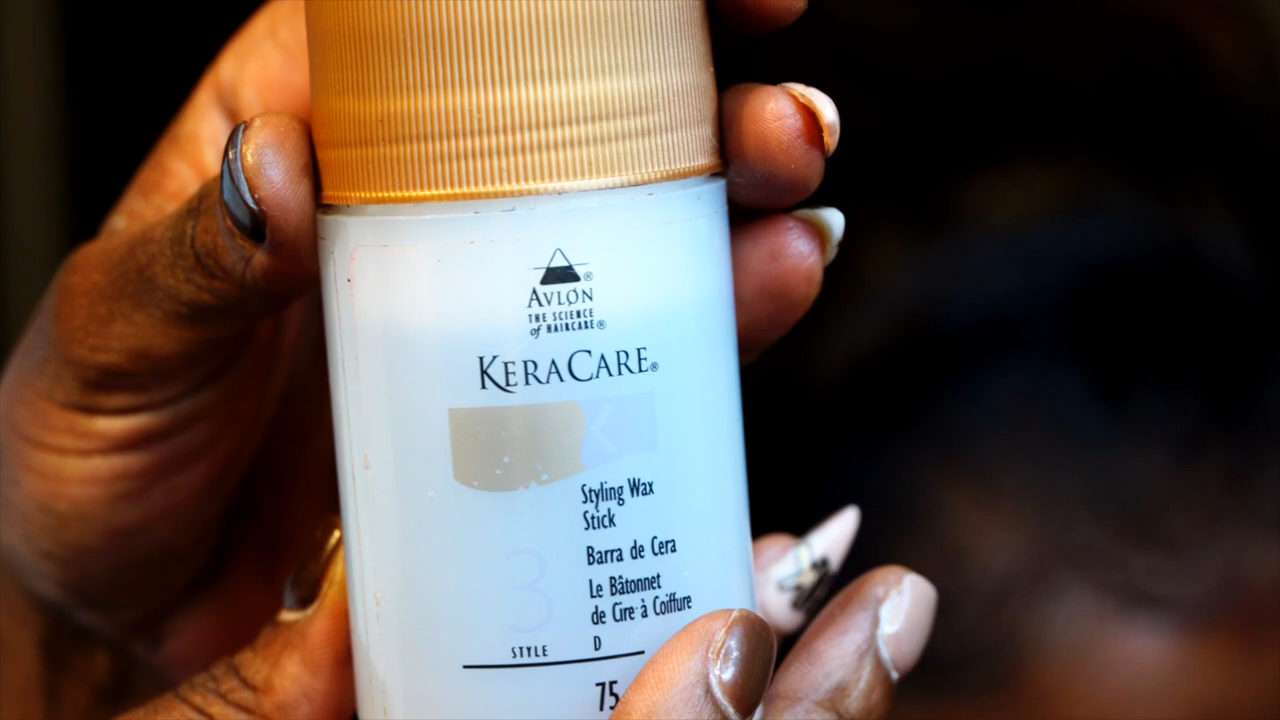 AVLØN®
THE SCIENCE
of HAIRCARE®
KERACARE®
K
Styling Wax
Stick
Barra de Cera
Le Bâtonnet
de Cire à Coiffure
3
STYLE D
75